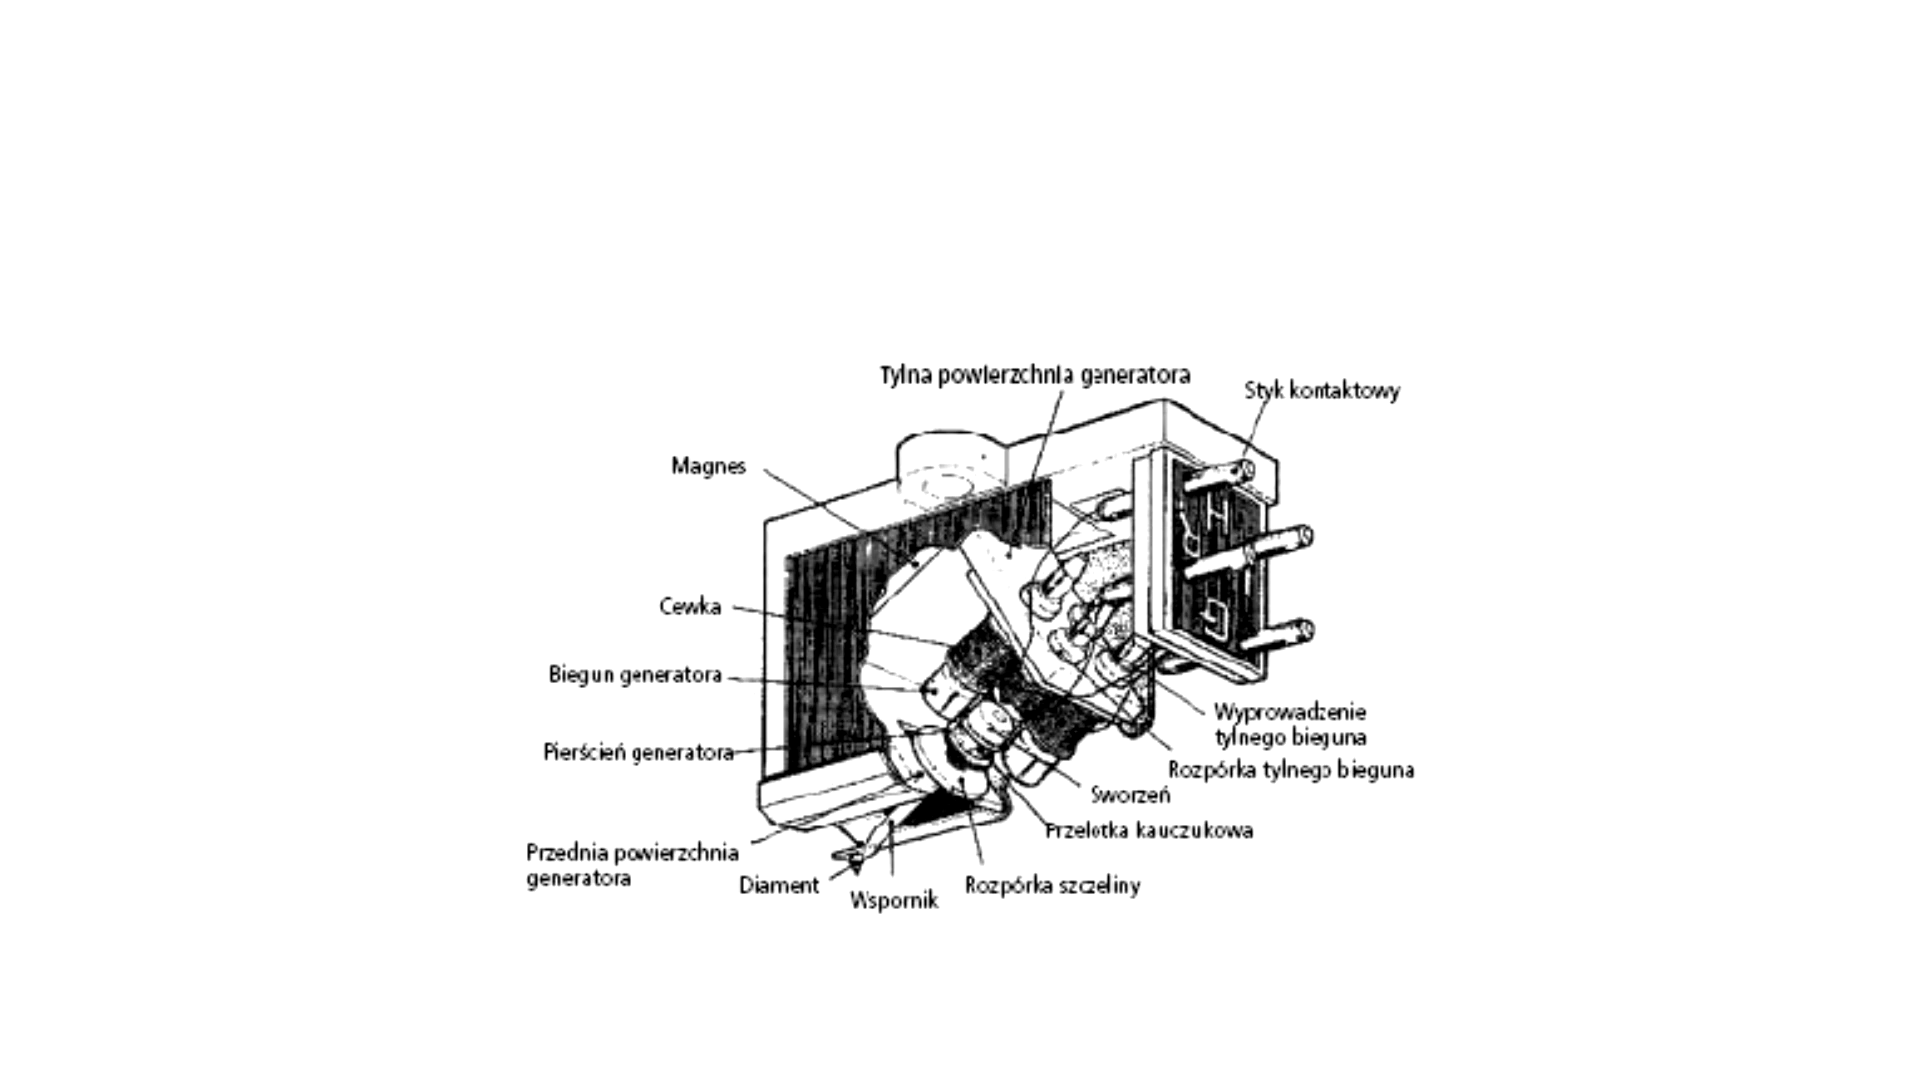 Tylna powierzchnia generatora
Styk kontaktowy
Magnes
Cewka
Biegun generatora
Pierścień generatora
Wyprowadzenie
tylnego bieguna
Rozpórka tylnego bieguna
Sworzeń
Przelotka kauczukowa
Przednia powierzchnia
generatora
Diament
Wspornik
Rozpórka szczeliny